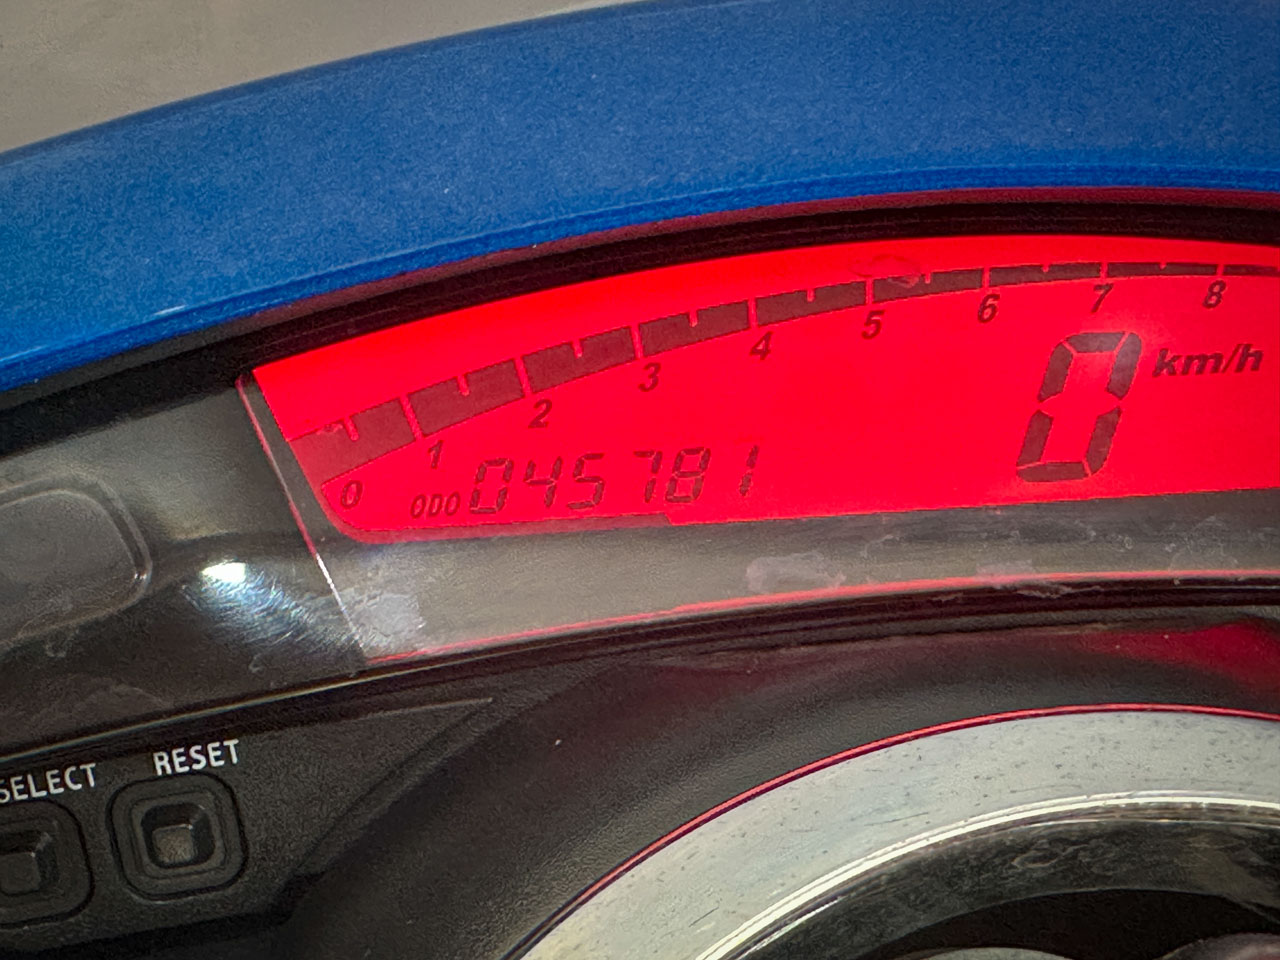 0 1 2 3 4 5 6 7 8
ODO 045781
0 km/h
SELECT RESET